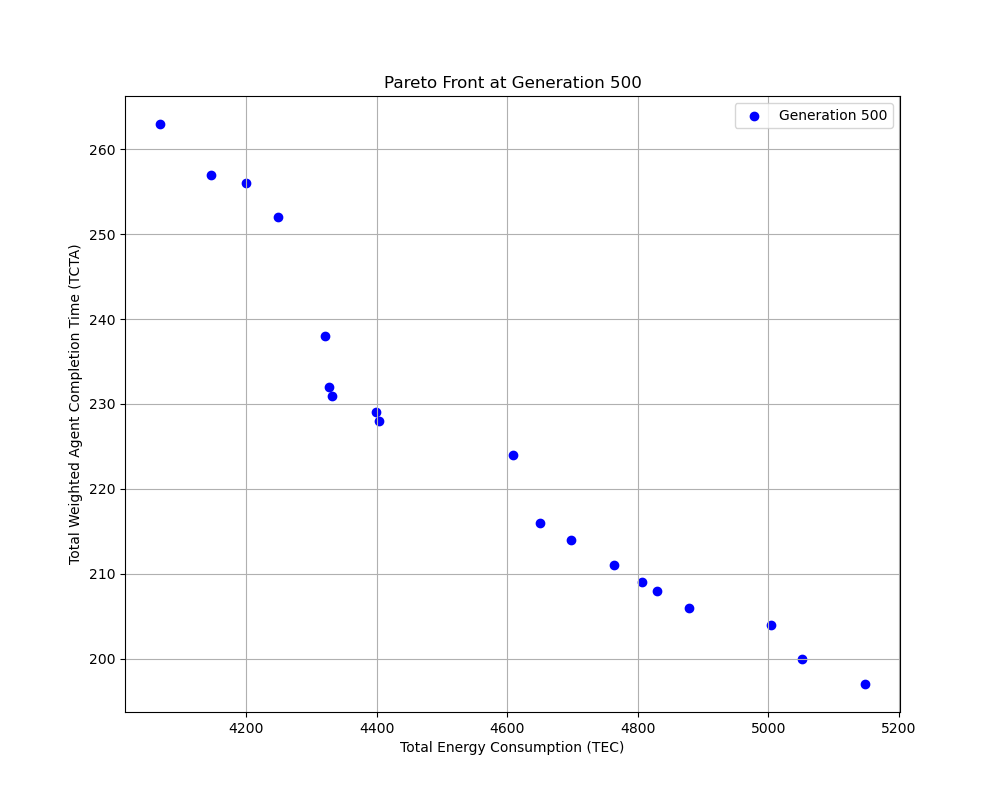 Pareto Front at Generation 500
Generation 500
260
250
240
230
220
210
200
Total Weighted Agent Completion Time (TCTA)
4200 4400 4600 4800 5000 5200
Total Energy Consumption (TEC)